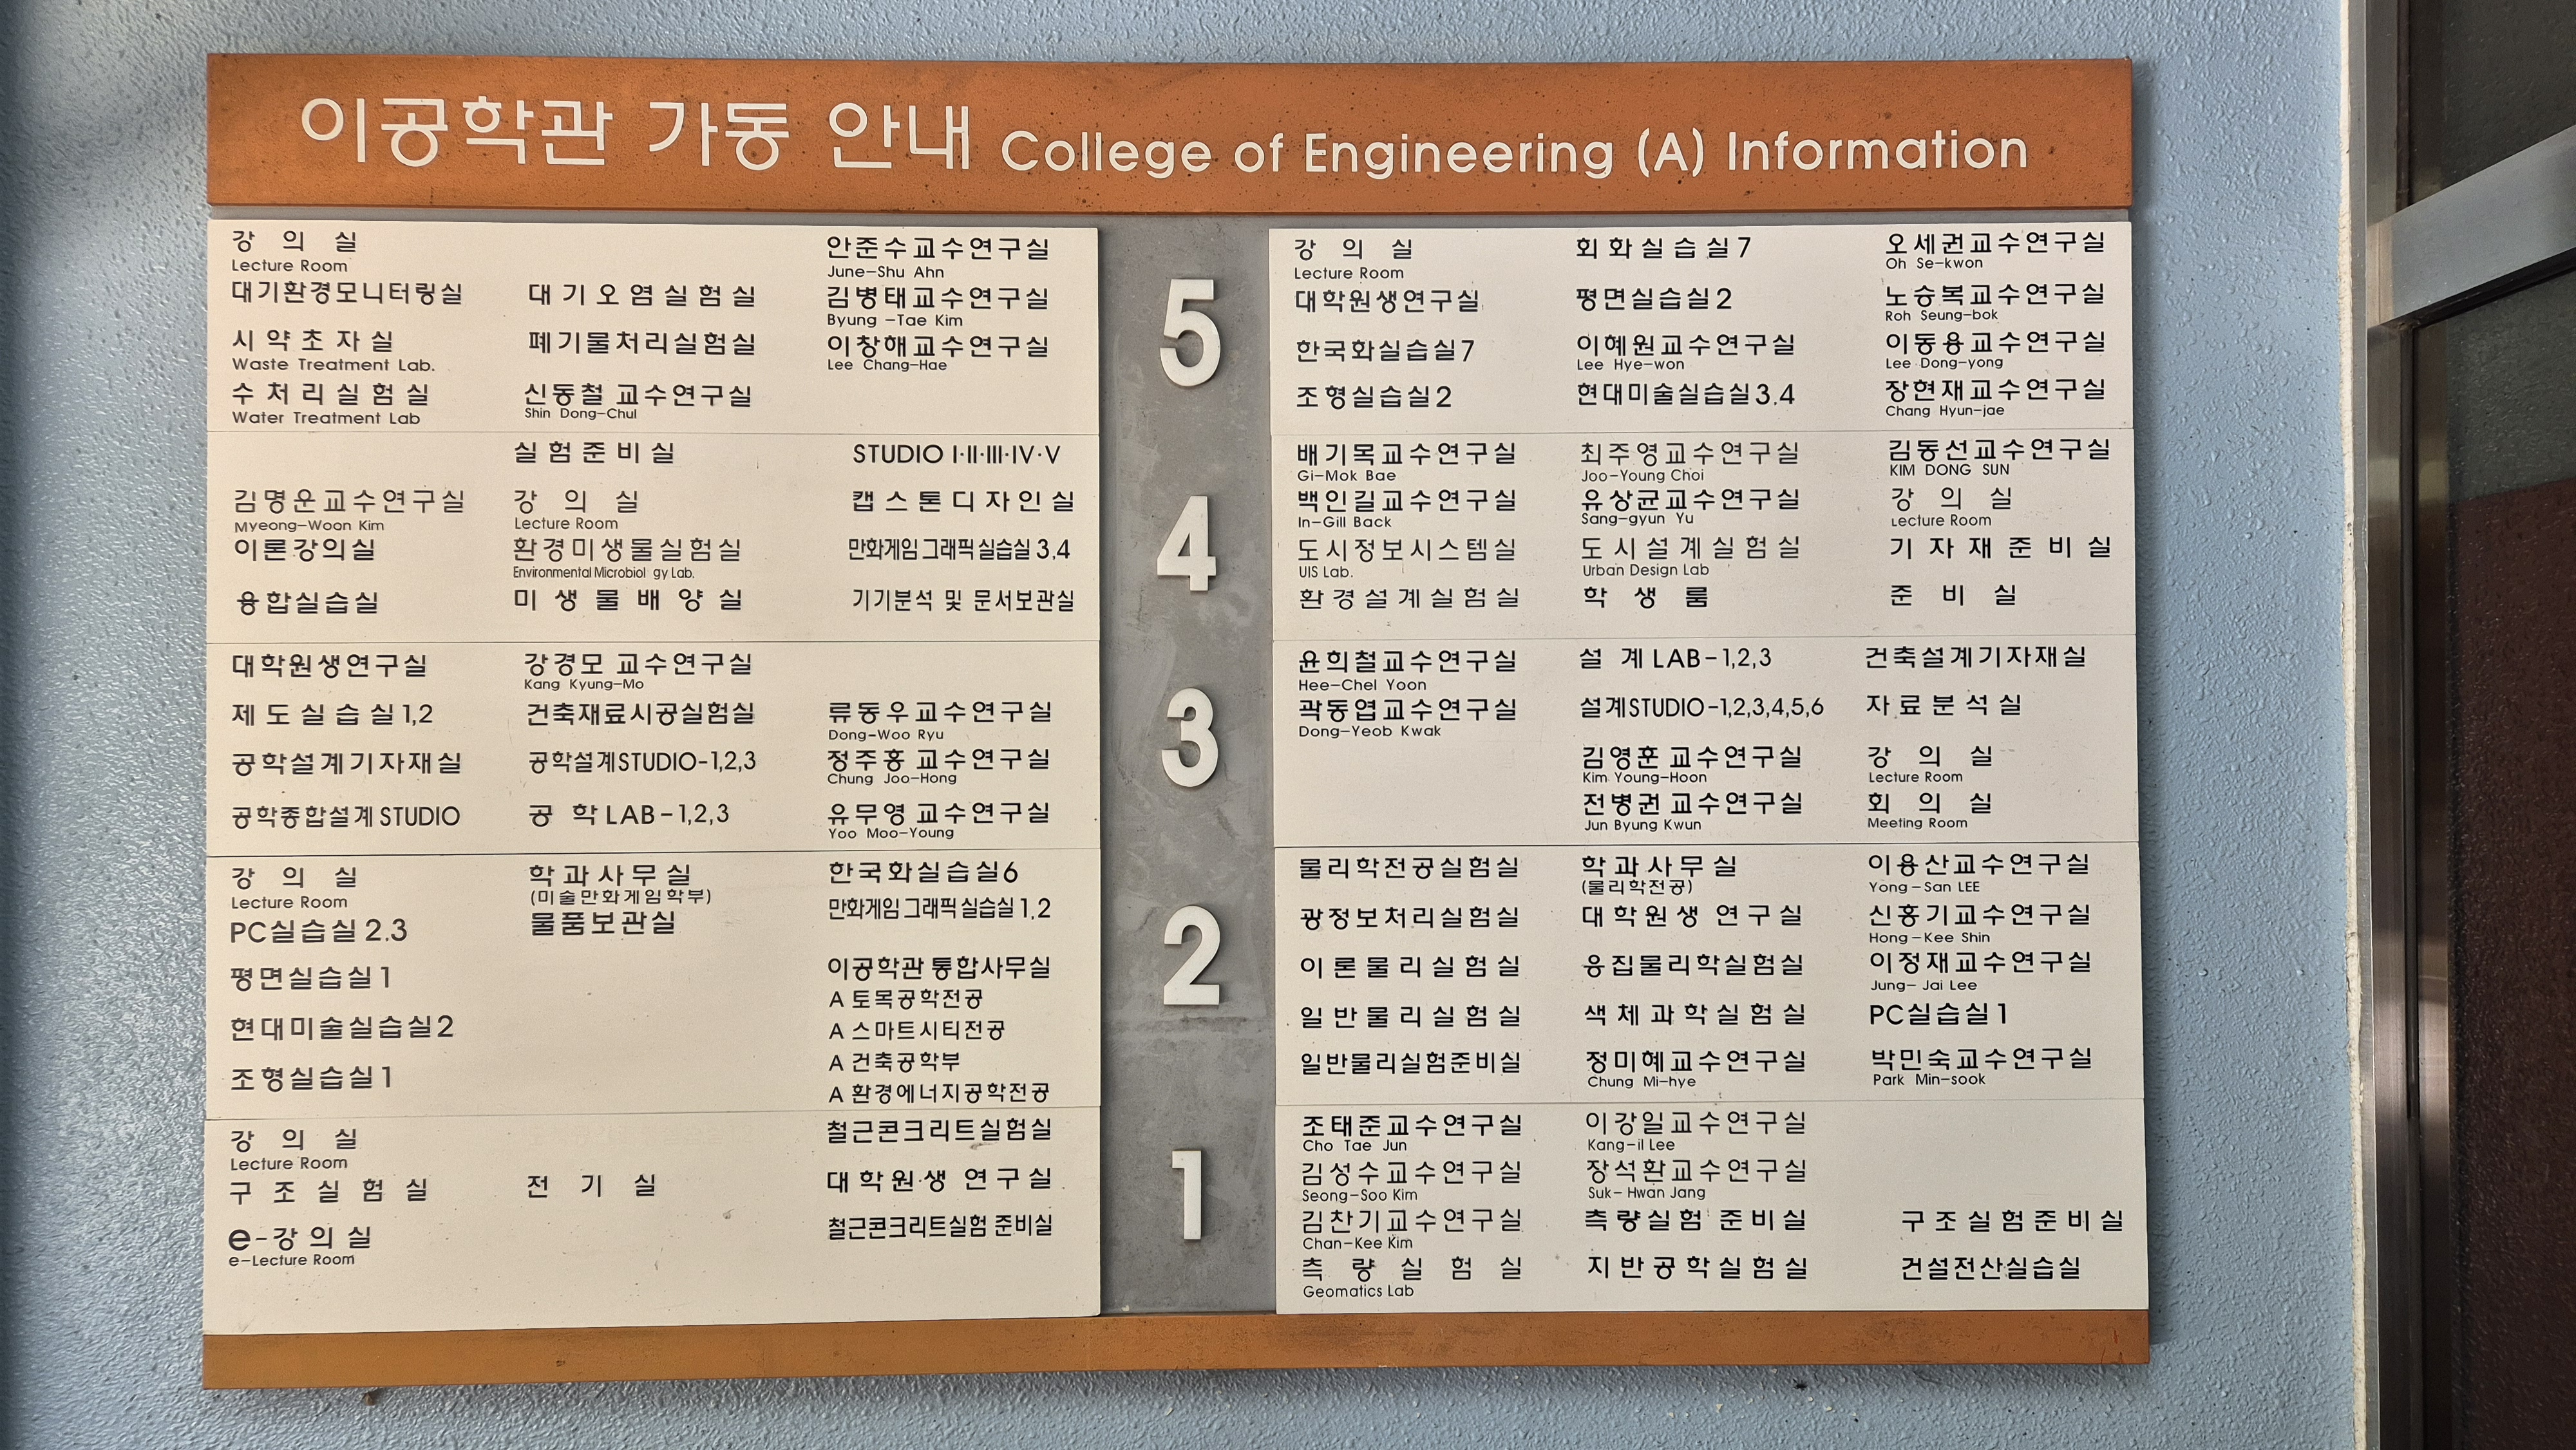 이공학관 가동 안내 College of Engineering (A) Information
강 의 실
Lecture Room
대기환경모니터링실
시약초자실
Waste Treatment Lab.
수처리실험실
Water Treatment Lab
대기오염실험실
폐기물처리실험실
신동철 교수연구실
Shin Dong-Chul
안준수교수연구실
June-Shu Ahn
김병태교수연구실
Byung -Tae Kim
이창해교수연구실
Lee Chang-Hae
5
강 의 실
Lecture Room
대학원생연구실
한국화실습실7
조형실습실2
회화실습실7
평면실습실2
이혜원교수연구실
Lee Hye-won
현대미술실습실3.4
오세권교수연구실
Oh Se-kwon
노승복교수연구실
Roh Seung-bok
이동용교수연구실
Lee Dong-yong
장현재교수연구실
Chang Hyun-jae
김명운교수연구실
Myeong-Woon Kim
이론강의실
융합실습실
실험준비실
강 의 실
Lecture Room
환경미생물실험실
Environmental Microbiol gy Lab.
미생물배양실
STUDIO I·II·III·IV·V
캡스톤디자인실
만화게임 그래픽 실습실 3,4
기기분석 및 문서보관실
4
배기목교수연구실
Gi-Mok Bae
백인길교수연구실
In-Gill Back
도시정보시스템실
UIS Lab.
환경설계실험실
최주영교수연구실
Joo-Young Choi
유상균교수연구실
Sang-gyun Yu
도시설계실험실
Urban Design Lab
학 생 룸
김동선교수연구실
KIM DONG SUN
강 의 실
Lecture Room
기자재준비실
준 비 실
대학원생연구실
제도실습실1,2
공학설계기자재실
공학종합설계 STUDIO
강경모 교수연구실
Kang Kyung-Mo
건축재료시공실험실
공학설계STUDIO-1,2,3
공 학 LAB-1,2,3
류동우교수연구실
Dong-Woo Ryu
정주홍 교수연구실
Chung Joo-Hong
유무영 교수연구실
Yoo Moo-Young
3
윤희철교수연구실
Hee-Chel Yoon
곽동엽교수연구실
Dong-Yeob Kwak
설 계 LAB-1,2,3
설계STUDIO-1,2,3,4,5,6
김영훈 교수연구실
Kim Young-Hoon
전병권 교수연구실
Jun Byung Kwun
건축설계기자재실
자료분석실
강 의 실
Lecture Room
회 의 실
Meeting Room
강 의 실
Lecture Room
PC실습실 2.3
평면실습실 1
현대미술실습실2
조형실습실 1
학과사무실
(미술만화게임학부)
물품보관실
한국화실습실6
만화게임 그래픽 실습실 1,2
이공학관 통합사무실
A 토목공학전공
A 스마트시티전공
A 건축공학부
A 환경에너지공학전공
2
물리학전공실험실
광정보처리실험실
이론물리실험실
일반물리실험실
일반물리실험준비실
학과사무실
(물리학전공)
대학원생 연구실
응집물리학실험실
색체과학실험실
정미혜교수연구실
Chung Mi-hye
이용산교수연구실
Yong-San LEE
신홍기교수연구실
Hong-Kee Shin
이정재교수연구실
Jung- Jai Lee
PC실습실 1
박민숙교수연구실
Park Min-sook
강 의 실
Lecture Room
구조실험실
e-강의실
e-Lecture Room
전 기 실
철근콘크리트실험실
대학원생 연구실
철근콘크리트실험 준비실
1
조태준교수연구실
Cho Tae Jun
김성수교수연구실
Seong-Soo Kim
김찬기교수연구실
Chan-Kee Kim
측량실험실
Geomatics Lab
이강일교수연구실
Kang-il Lee
장석환교수연구실
Suk-Hwan Jang
측량실험 준비실
지반공학실험실
구조실험준비실
건설전산실습실